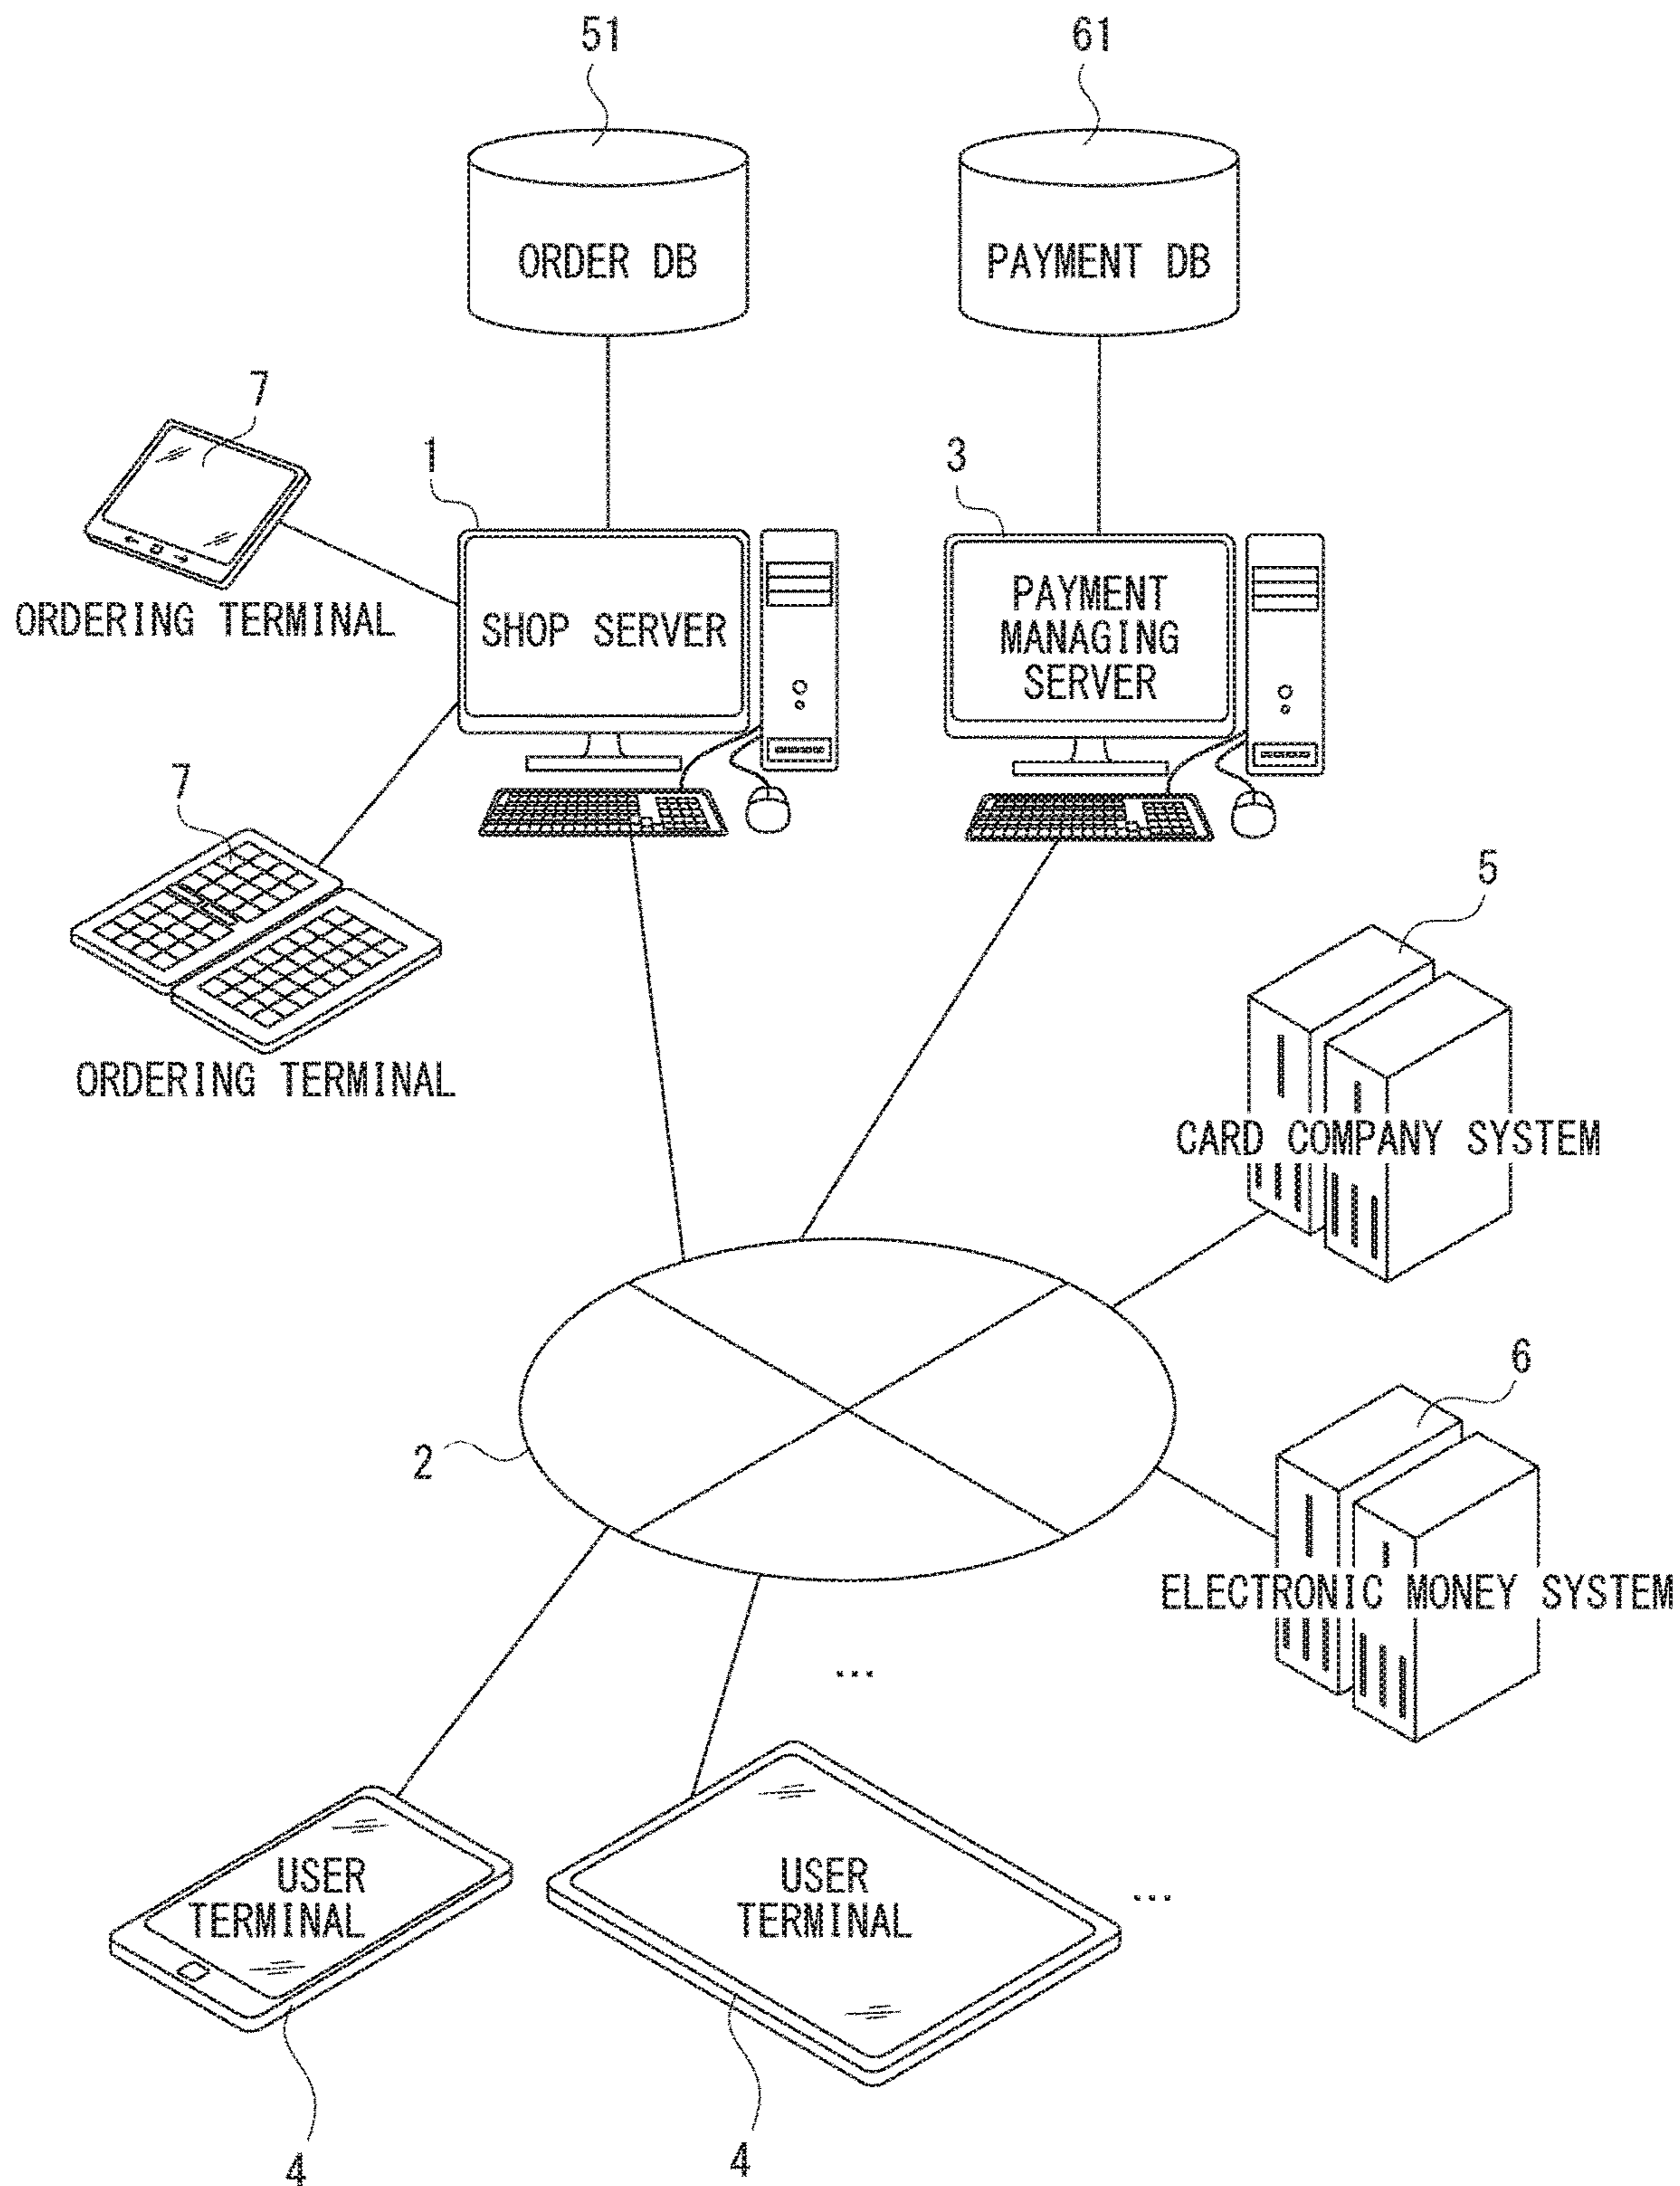 51
61
ORDER DB
PAYMENT DB
7
1
3
ORDERING TERMINAL
SHOP SERVER
PAYMENT
MANAGING
SERVER
7
5
ORDERING TERMINAL
CARD COMPANY SYSTEM
6
2
ELECTRONIC MONEY SYSTEM
...
USER
TERMINAL
USER
TERMINAL
...
4
4